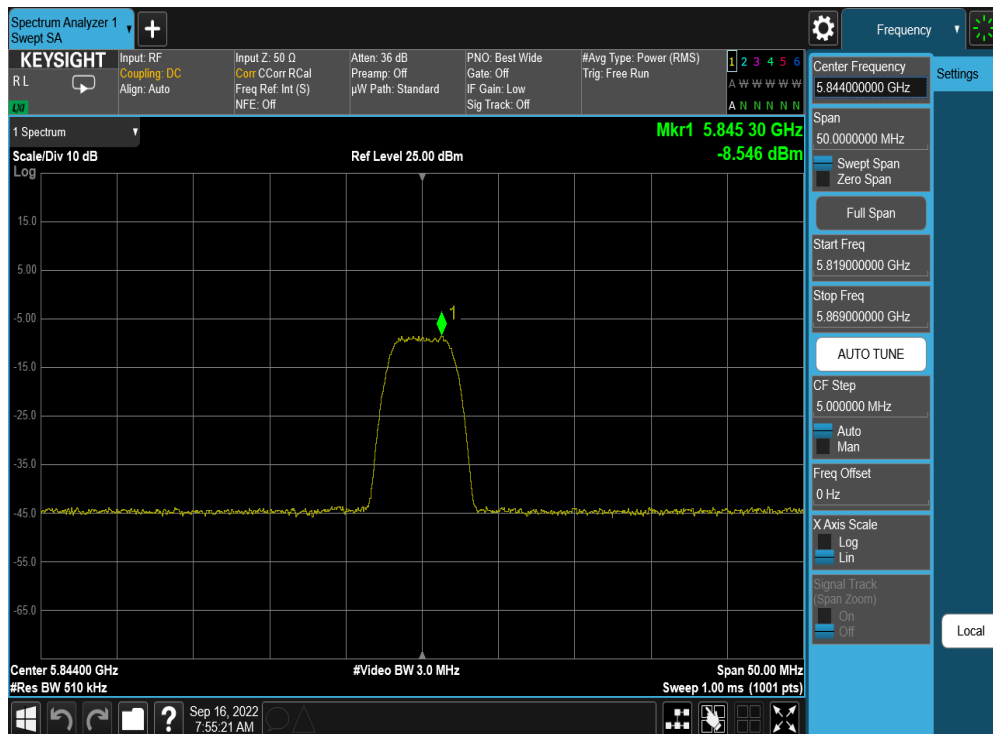 Spectrum Analyzer 1
Swept SA
Frequency
KEYSIGHT
R L
LXI
Input: RF
Coupling: DC
Align: Auto
Input Z: 50 Ω
Corr CCorr RCal
Freq Ref: Int (S)
NFE: Off
Atten: 36 dB
Preamp: Off
µW Path: Standard
PNO: Best Wide
Gate: Off
IF Gain: Low
Sig Track: Off
#Avg Type: Power (RMS)
Trig: Free Run
1 2 3 4 5 6
A W W W W W
A N N N N N
1 Spectrum
Scale/Div 10 dB
Ref Level 25.00 dBm
Mkr1 5.845 30 GHz
-8.546 dBm
Log
15.0
5.00
-5.00
-15.0
-25.0
-35.0
-45.0
-55.0
-65.0
1
Center 5.84400 GHz
#Res BW 510 kHz
#Video BW 3.0 MHz
Span 50.00 MHz
Sweep 1.00 ms (1001 pts)
Center Frequency
5.844000000 GHz
Settings
Span
50.0000000 MHz
Swept Span
Zero Span
Full Span
Start Freq
5.819000000 GHz
Stop Freq
5.869000000 GHz
AUTO TUNE
CF Step
5.000000 MHz
Auto
Man
Freq Offset
0 Hz
X Axis Scale
Log
Lin
Signal Track
(Span Zoom)
On
Off
Local
?
Sep 16, 2022
7:55:21 AM